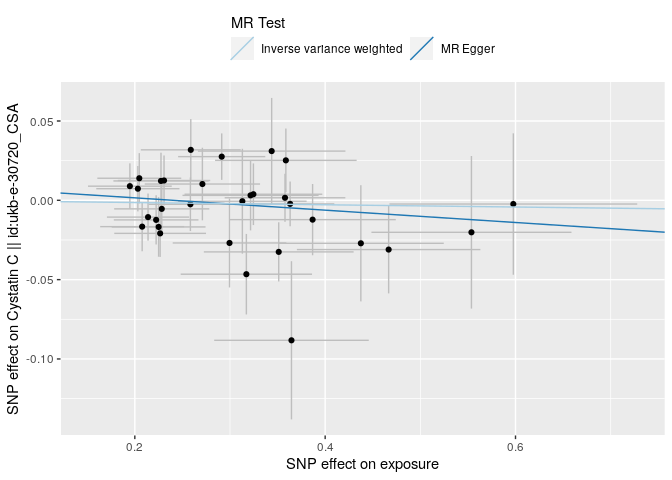 MR Test
Inverse variance weighted MR Egger
SNP effect on Cystatin C || id:ukb-e-30720_CSA
0.05
0.00
-0.05
-0.10
0.2 0.4 0.6
SNP effect on exposure